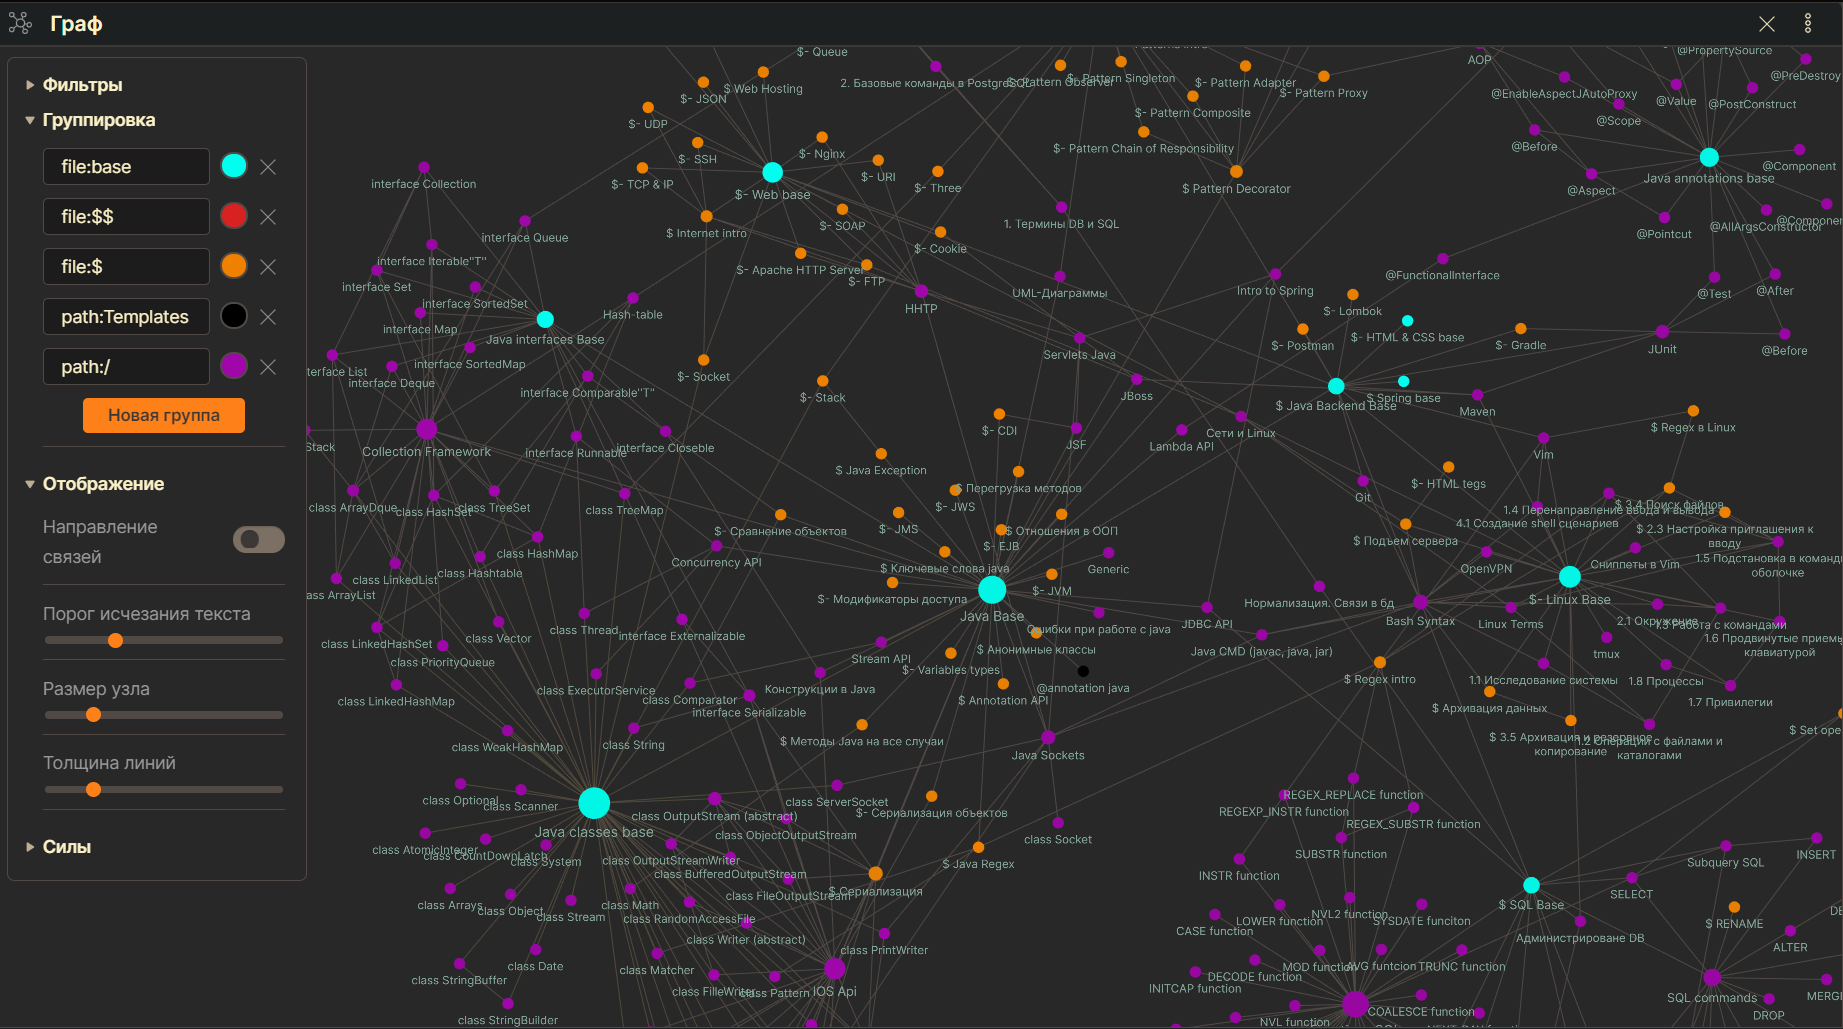 Граф
Фильтры
Группировка
file:base
file:$$
file:$
path:Templates
path:/
Новая группа
Отображение
Направление
связей
Порог исчезания текста
Размер узла
Толщина линий
Силы
$- Queue
$ Web Hosting
$- JSON
$- UDP
$- SSH
$- Nginx
$- TCP & IP
$- URI
$- Three
$- Web base
$- SOAP
$ Internet intro
$- Cookie
$- Apache HTTP Server
$- FTP
HHTP
2. Базовые команды в PostgreSQL
$- Pattern Observer
$- Pattern Singleton
$- Pattern Adapter
$- Pattern Proxy
$- Pattern Composite
$- Pattern Chain of Responsibility
$ Pattern Decorator
1. Термины DB и SQL
UML-Диаграммы
Intro to Spring
AOP
@PropertySource
@PreDestroy
@EnableAspectJAutoProxy
@Value
@PostConstruct
@Scope
@Before
@Component
Java annotations base
@Aspect
@AllArgsConstructor
@Pointcut
@FunctionalInterface
@Test
@After
@Before
JUnit
interface Collection
interface Queue
interface Iterable"T"
interface Set
interface SortedSet
interface Map
Hash-table
Java interfaces Base
interface SortedMap
interface Deque
interface Comparable"T"
Collection Framework
interface Runnable
interface Closeble
Stack
$- Socket
$- Stack
Servlets Java
JBoss
$- Lombok
$- Postman
$- HTML & CSS base
$- Gradle
$ Java Backend Base
$ Spring base
Maven
$ Regex в Linux
$- CDI
JSF
Lambda API
Сети и Linux
Vim
Git
$- HTML tegs
$ Java Exception
$ Перегрузка методов
$- JWS
$- JMS
$ Отношения в ООП
$- EJB
$- Сравнение объектов
Concurrency API
$ Ключевые слова java
Generic
$- JVM
$- Модификаторы доступа
Java Base
Ошибки при работе с java
JDBC API
$ Анонимные классы
Stream API
$- Variables types
@annotation java
$ Annotation API
Конструкции в Java
$ Методы Java на все случаи
Java Sockets
Java CMD (javac, java, jar)
Нормализация. Связи в бд
$ Подъем сервера
OpenVPN
Bash Syntax
Linux Terms
$- Linux Base
$ 3.4 Поиск файлов
1.4 Перенаправление ввода и вывода
4.1 Создание shell сценариев
$ 2.3 Настройка приглашения к
вводу
Сниппеты в Vim
оболочке
2.1 Окружение
1.6 Продвинутые приемы
клавиатурой
tmux
1.1 Исследование системы
1.8 Процессы
1.7 Привилегии
$ Regex intro
$ Архивация данных
$ 3.5 Архивация и резервное
копирование
1.2 Операции с файлами и
каталогами
class ArrayDque
class HashSet
class TreeSet
class TreeMap
class HashMap
class Hashtable
class LinkedList
class Thread
interface Externalizable
class Vector
class LinkedHashSet
class PriorityQueue
class ExecutorService
class Comparator
class LinkedHashMap
interface Serializable
class WeakHashMap
class String
class Optional
class Scanner
Java classes base
class OutputStream (abstract)
class ServerSocket
$- Сериализация объектов
class ObjectOutputStream
class AtomicInteger
class CountDownLatch
class System
class OutputStreamWriter
class BufferedOutputStream
class FileOutputStream
$ Сериализация
$ Java Regex
class Socket
class Arrays
class Object
class Stream
class Math
class RandomAccessFile
class Writer (abstract)
class PrintWriter
class Date
class StringBuffer
class Matcher
class FileWriter
class Pattern
IOS Api
class StringBuilder
REGEX_REPLACE function
REGEXP_INSTR function
REGEX_SUBSTR function
SUBSTR function
INSTR function
NVL2 function
LOWER function
SYSDATE funciton
CASE function
MOD function
AVG funtcion
TRUNC function
DECODE function
INITCAP function
COALESCE function
NVL function
Subquery SQL
INSERT
SELECT
$ SQL Base
$ RENAME
Администрироване DB
ALTER
SQL commands
DROP